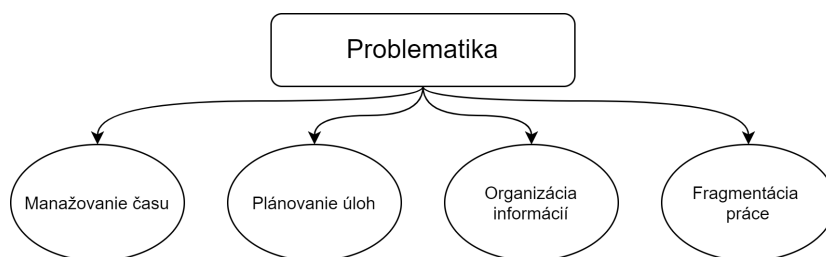 Problematika
Manažovanie času
Plánovanie úloh
Organizácia
informácií
Fragmentácia
práce